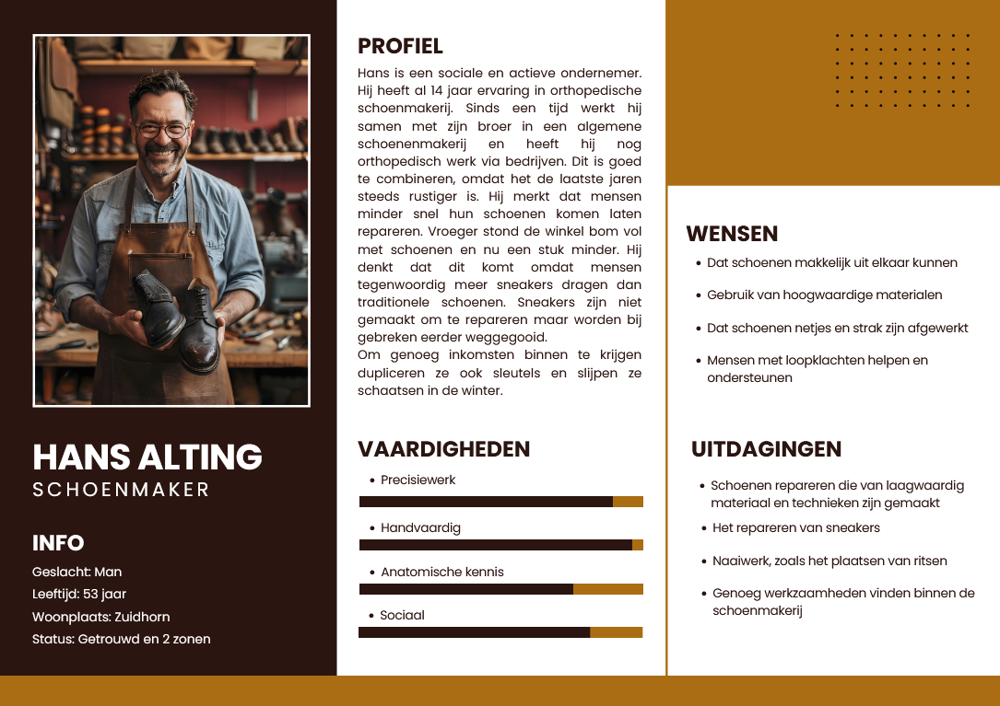 HANS ALTING
SCHOENMAKER
INFO
Geslacht: Man
Leeftijd: 53 jaar
Woonplaats: Zuidhorn
Status: Getrouwd en 2 zonen
PROFIEL
Hans is een sociale en actieve ondernemer.
Hij heeft al 14 jaar ervaring in orthopedische
schoenmakerij. Sinds een tijd werkt hij
samen met zijn broer in een algemene
schoenenmakerij en heeft hij nog
orthopedisch werk via bedrijven. Dit is goed
te combineren, omdat het de laatste jaren
steeds rustiger is. Hij merkt dat mensen
minder snel hun schoenen komen laten
repareren. Vroeger stond de winkel bom vol
met schoenen en nu een stuk minder. Hij
denkt dat dit komt omdat mensen
tegenwoordig meer sneakers dragen dan
traditionele schoenen. Sneakers zijn niet
gemaakt om te repareren maar worden bij
gebreken eerder weggegooid.
Om genoeg inkomsten binnen te krijgen
dupliceren ze ook sleutels en slijpen ze
schaatsen in de winter.
VAARDIGHEDEN
• Precisiewerk
• Handvaardig
• Anatomische kennis
• Sociaal
WENSEN
• Dat schoenen makkelijk uit elkaar kunnen
• Gebruik van hoogwaardige materialen
• Dat schoenen netjes en strak zijn afgewerkt
• Mensen met loopklachten helpen en
ondersteunen
UITDAGINGEN
• Schoenen repareren die van laagwaardig
materiaal en technieken zijn gemaakt
• Het repareren van sneakers
• Naaiwerk, zoals het plaatsen van ritsen
• Genoeg werkzaamheden vinden binnen de
schoenmakerij